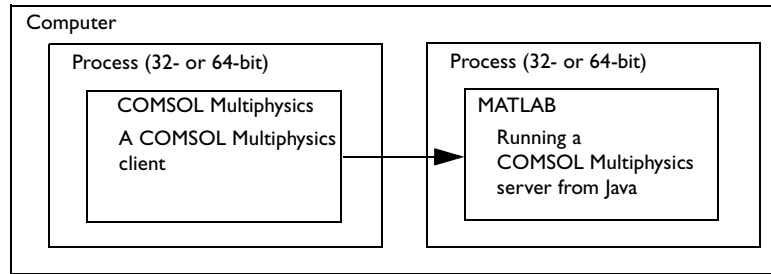 Computer
Process (32- or 64-bit)
COMSOL Multiphysics
A COMSOL Multiphysics
client
Process (32- or 64-bit)
MATLAB
Running a
COMSOL Multiphysics
server from Java